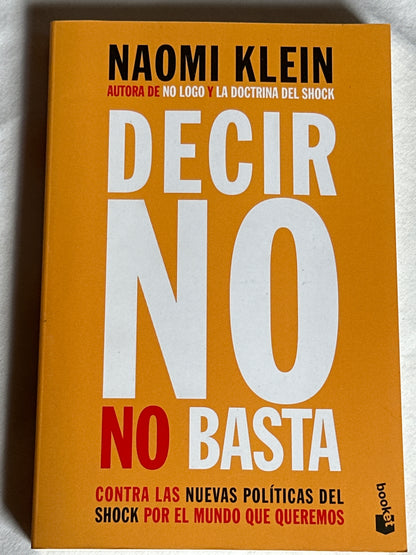 NAOMI KLEIN
AUTORA DE NO LOGO Y LA DOCTRINA DEL SHOCK
DECIR
NO
NO BASTA
CONTRA LAS NUEVAS POLÍTICAS DEL
SHOCK POR EL MUNDO QUE QUEREMOS
booket